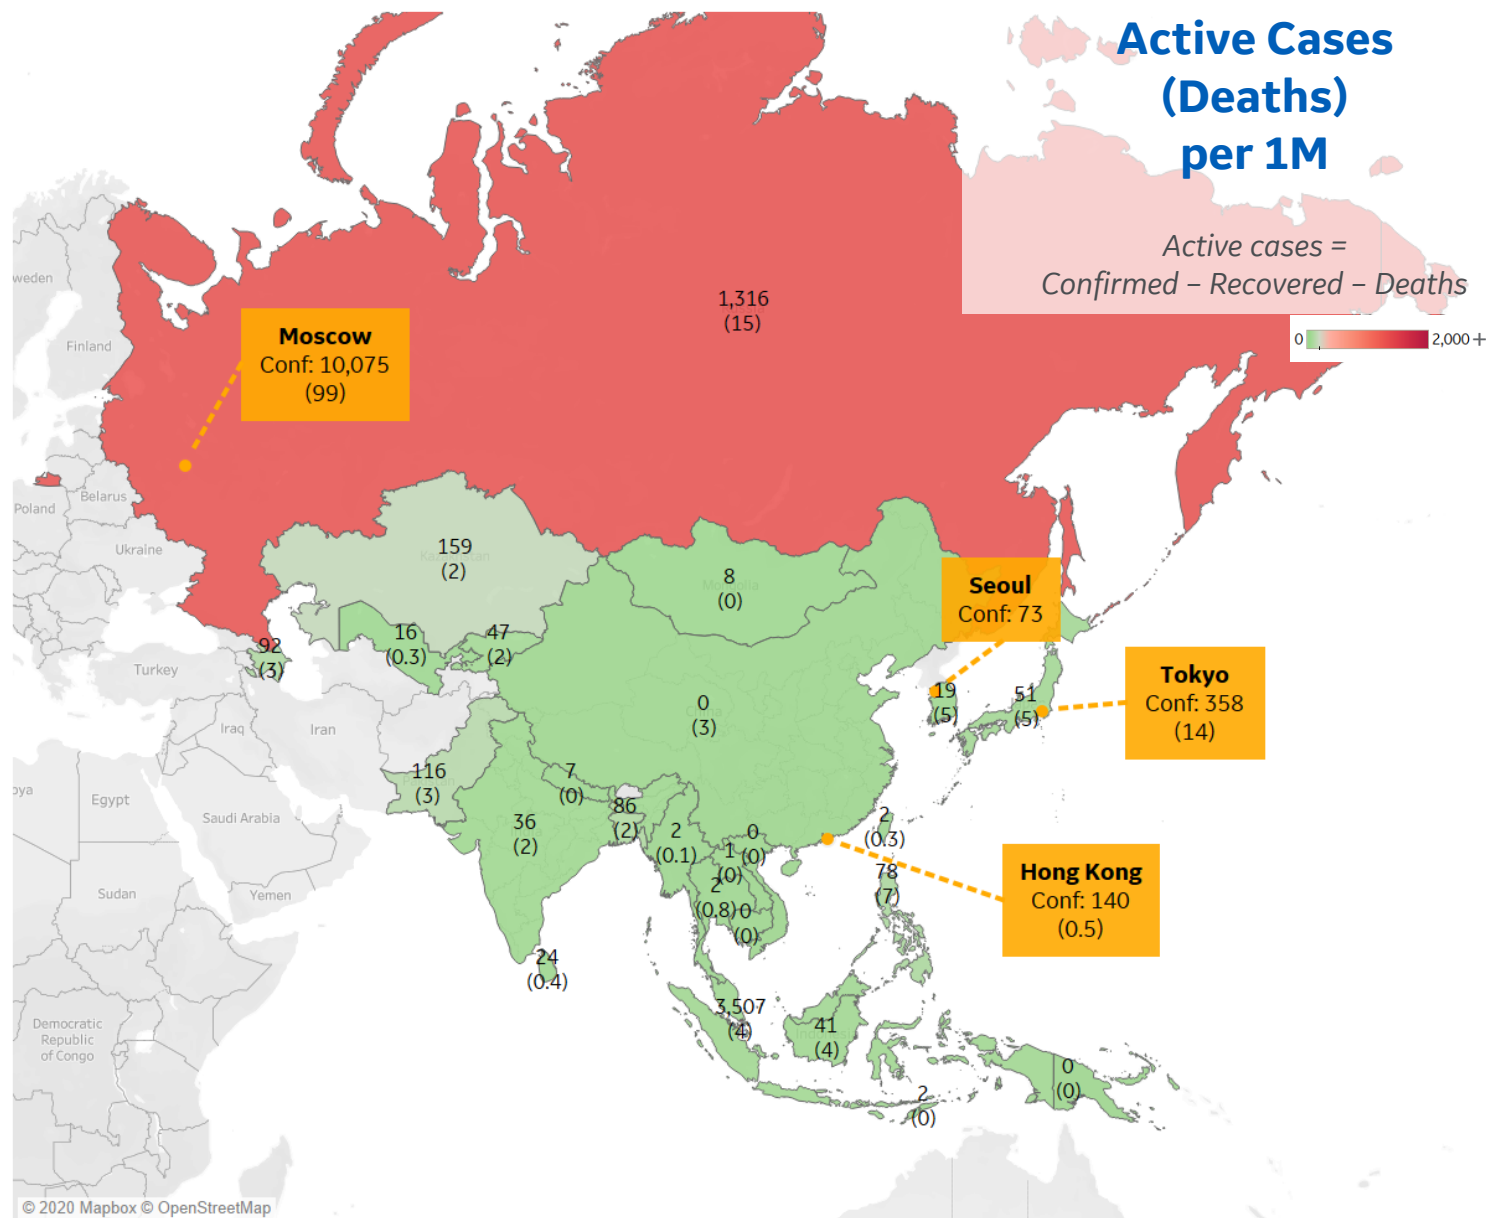 Active Cases
(Deaths)
per 1M
Active cases =
Confirmed – Recovered – Deaths
0
2,000 +
weden
Finland
1,316
(15)
Moscow
Conf: 10,075
(99)
Poland
Belarus
Ukraine
159
(2)
8
(0)
Seoul
Conf: 73
92
(3)
16
(0.3)
47
(2)
Turkey
Tokyo
Conf: 358
(14)
19
(5)
51
(5)
0
(3)
Iraq
Iran
116
(3)
7
(0)
oya
Egypt
Saudi Arabia
36
(2)
86
(2)
2
(0.1)
0
(0)
1
(0)
2
(0.3)
2
(0.8)
0
(0)
78
(7)
Hong Kong
Conf: 140
(0.5)
Sudan
Yemen
24
(0.4)
3,507
(4)
41
(4)
Democratic
Republic
of Congo
0
(0)
2
(0)
© 2020 Mapbox © OpenStreetMap